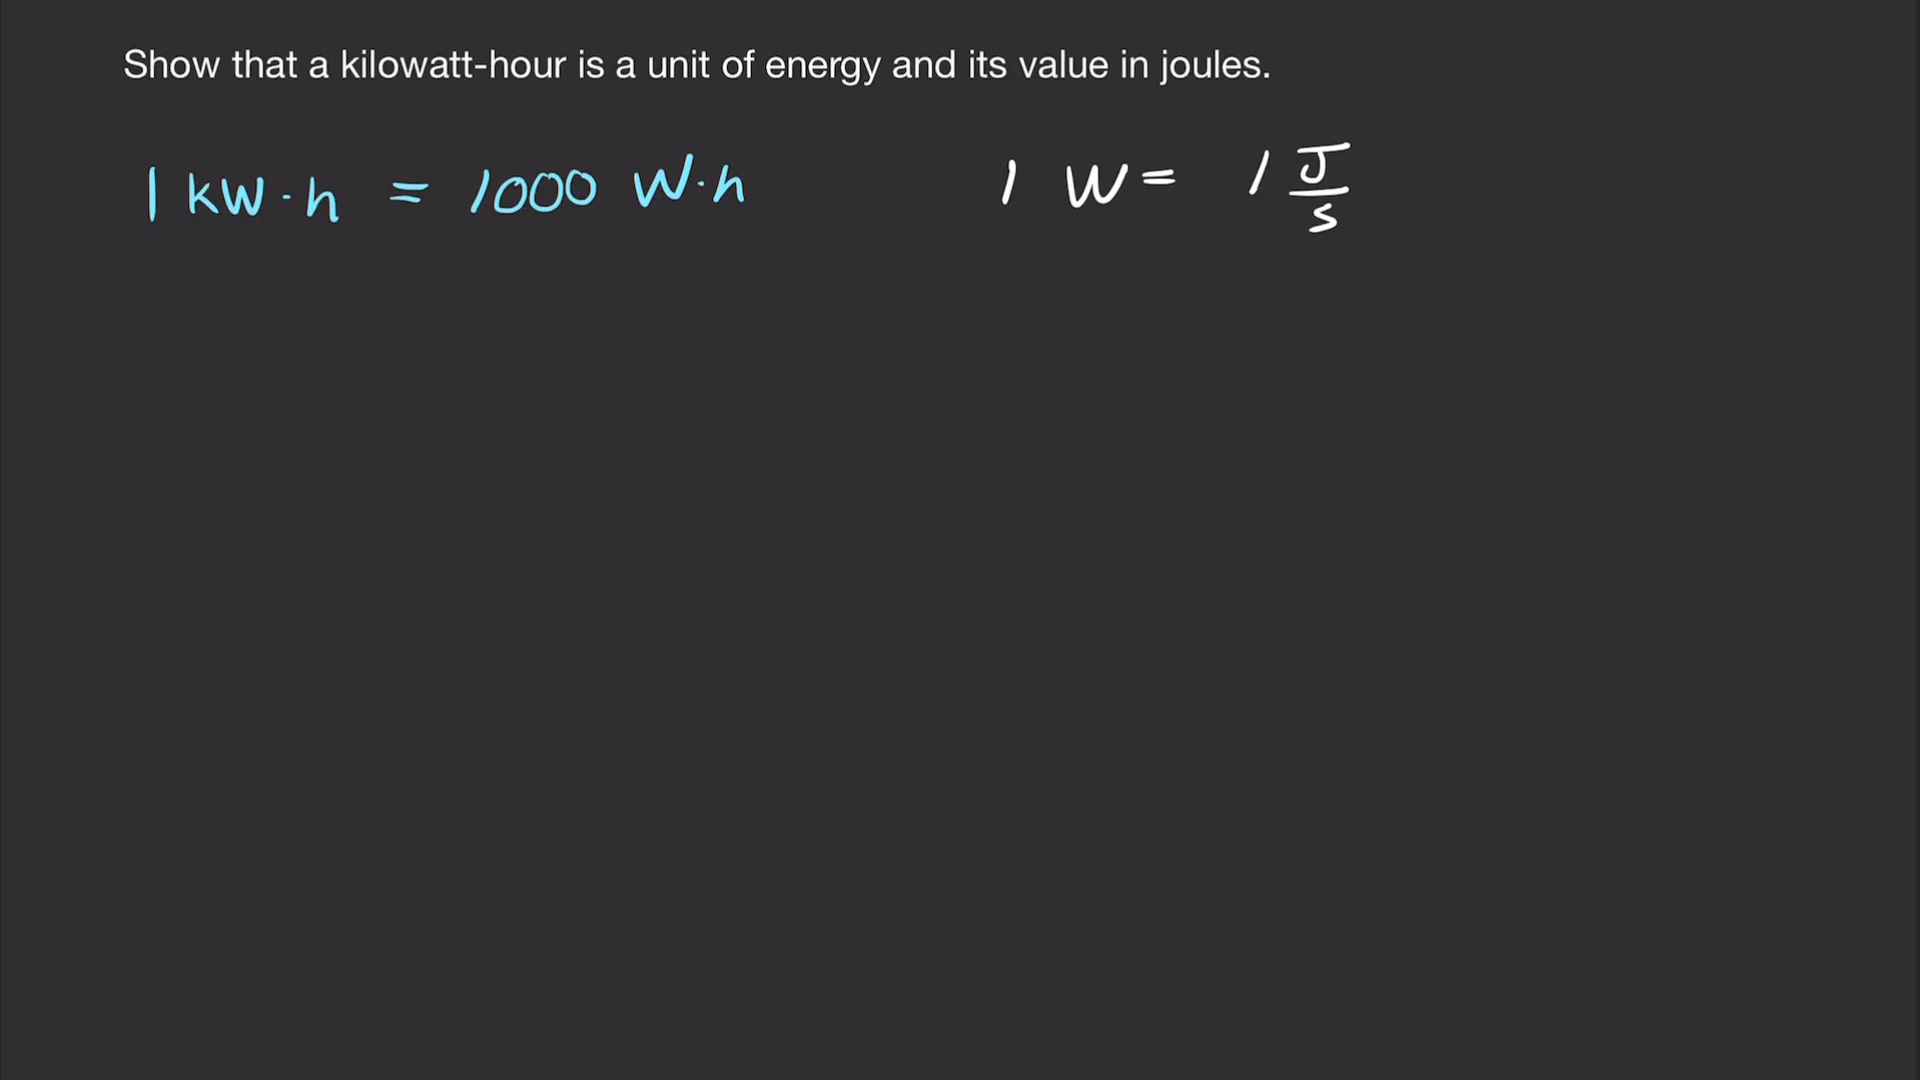 Show that a kilowatt-hour is a unit of energy and its value in joules.
1 kW·h = 1000 W·h 1 W = 1 J/s